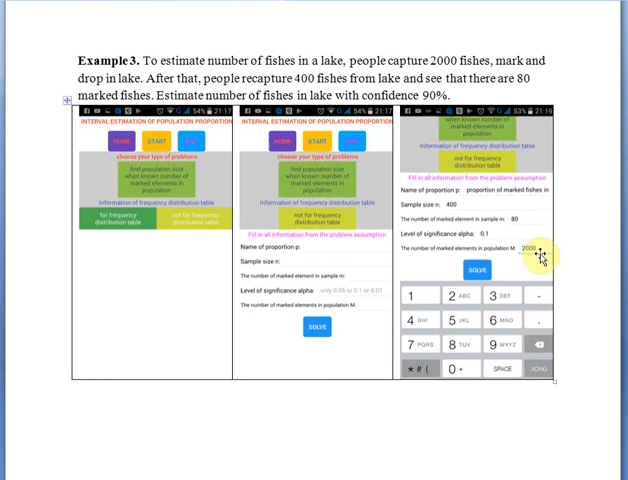 Example 3. To estimate number of fishes in a lake, people capture 2000 fishes, mark and
drop in lake. After that, people recapture 400 fishes from lake and see that there are 80
marked fishes. Estimate number of fishes in lake with confidence 90%.
54% 21:17
INTERVAL ESTIMATION OF POPULATION PROPORTION
HOME START
choose your type of problems
find population size
when known number of
marked elements in
population
Information of frequency distribution table
for frequency
distribution table
not for frequency
distribution table
54% 21:17
INTERVAL ESTIMATION OF POPULATION PROPORTION
HOME START
choose your type of problems
find population size
when known number of
marked elements in
population
Information of frequency distribution table
not for frequency
distribution table
Fill in all information from the problem assumption
Name of proportion p:
Sample size n:
The number of marked element in sample m:
Level of significance alpha: only 0.05 or 0.1 or 0.01
The number of marked elements in population M:
SOLVE
53% 21:19
when known number of
marked elements in
population
Information of frequency distribution table
not for frequency
distribution table
Fill in all information from the problem assumption
Name of proportion p: proportion of marked fishes in
Sample size n: 400
The number of marked element in sample m: 80
Level of significance alpha: 0.1
The number of marked elements in population M: 2000
SOLVE
1 2 ABC 3 DEF -
4 GHI 5 JKL 6 MNO .
7 PQRS 8 TUV 9 WXYZ
* # ( 0 + SPACE XONG